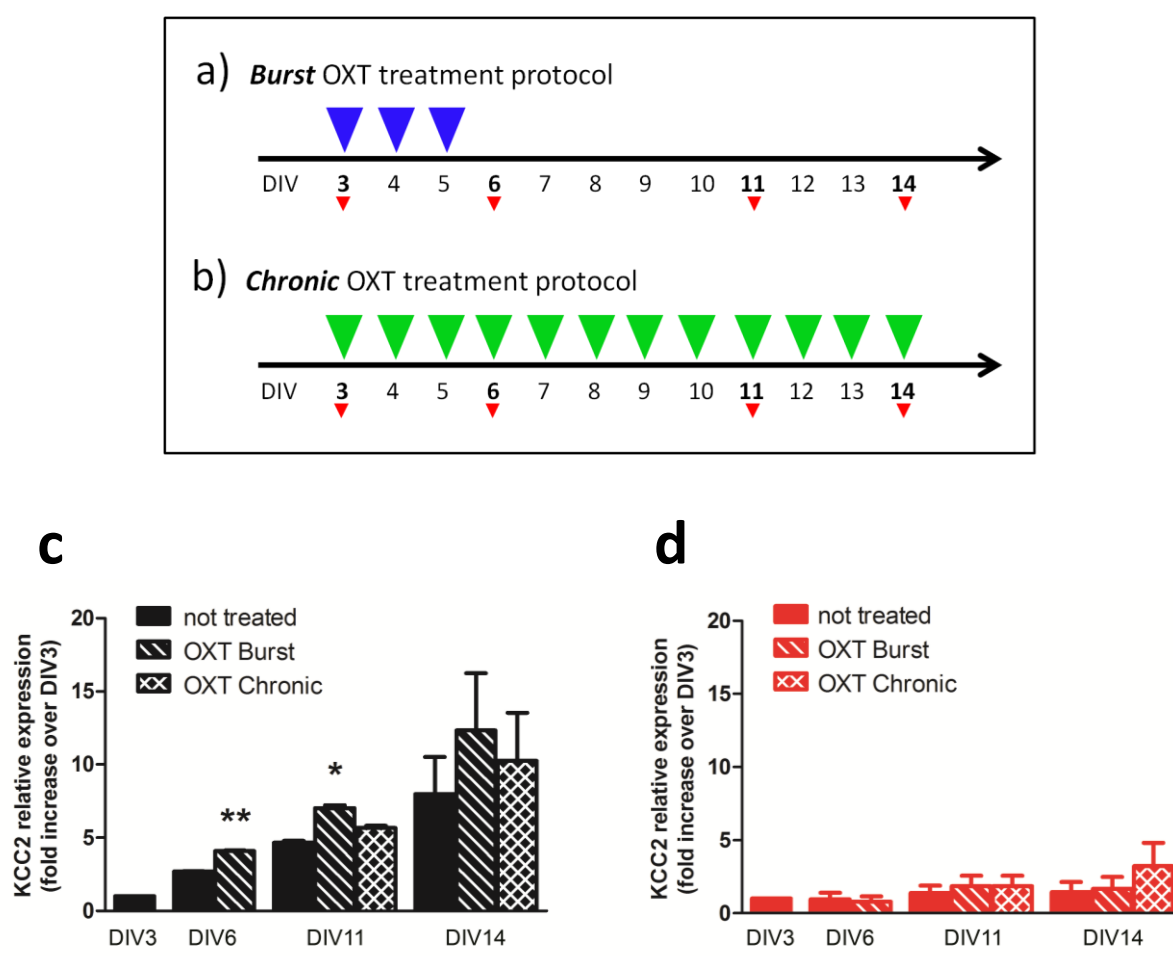 a) Burst OXT treatment protocol
DIV 3 4 5 6 7 8 9 10 11 12 13 14
b) Chronic OXT treatment protocol
DIV 3 4 5 6 7 8 9 10 11 12 13 14
c
KCC2 relative expression
(fold increase over DIV3)
20
15
10
5
0
not treated
OXT Burst
OXT Chronic
**
*
DIV3 DIV6 DIV11 DIV14
d
KCC2 relative expression
(fold increase over DIV3)
20
15
10
5
0
not treated
OXT Burst
OXT Chronic
DIV3 DIV6 DIV11 DIV14